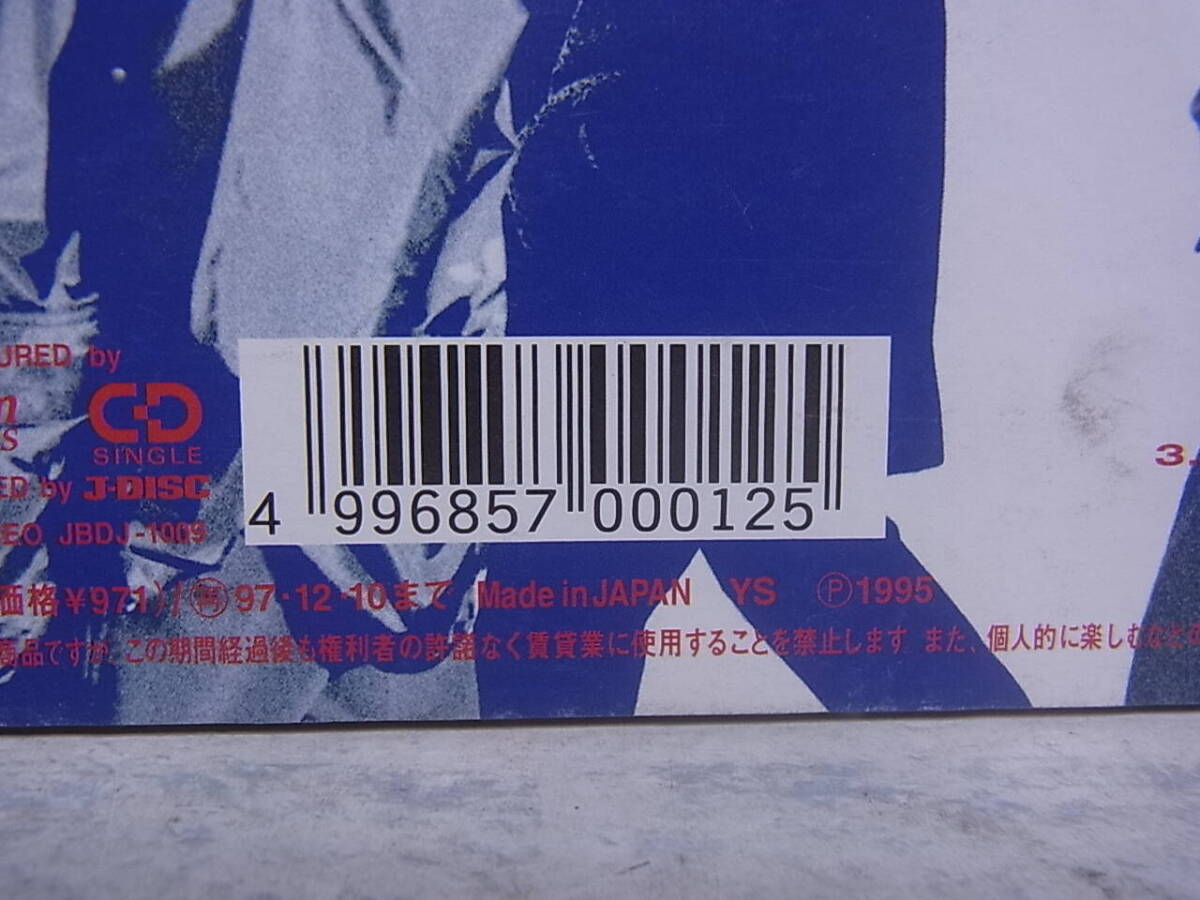 URED by
CD
SINGLE
ED by J-DISC
EO JBDJ-1009
4 996857 000125
3.
価格¥971)/Ⓡ97・12・10まで Made in JAPAN YS Ⓟ1995
商品ですが、この期間経過後も権利者の許諾なく賃貸業に使用することを禁止します また、個人的に楽しむなど